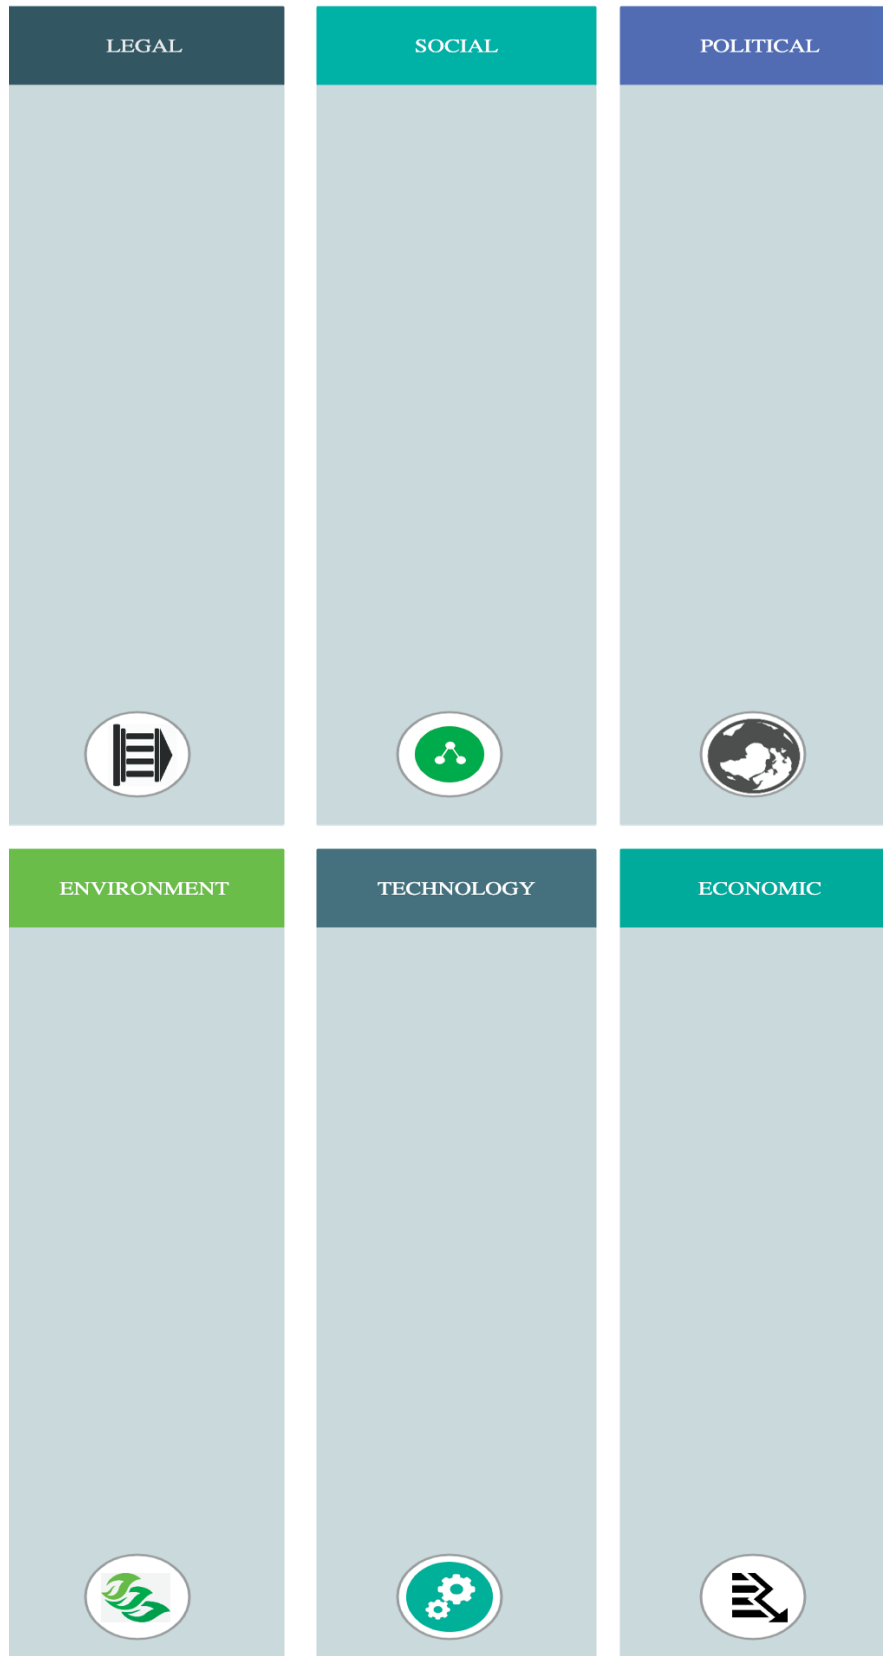 LEGAL
SOCIAL
POLITICAL
ENVIRONMENT
TECHNOLOGY
ECONOMIC